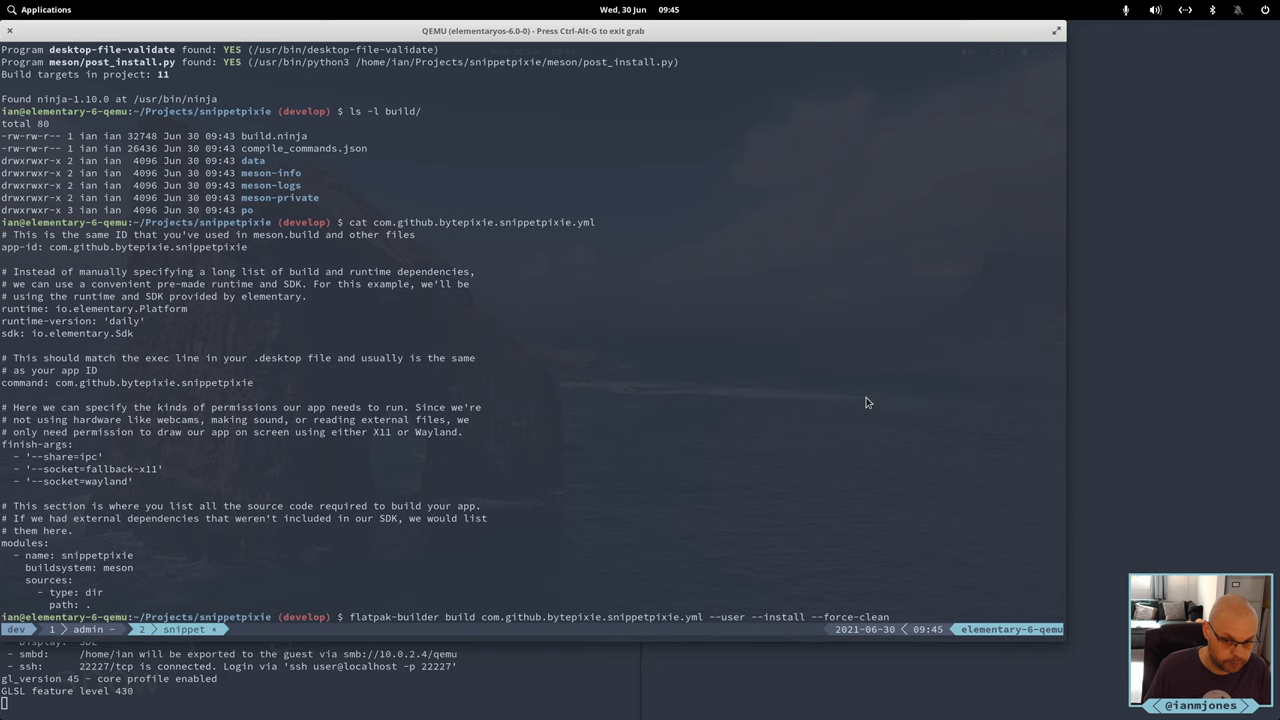 Applications
Wed, 30 Jun 09:45
QEMU (elementaryos-6.0-0) - Press Ctrl-Alt-G to exit grab
Program desktop-file-validate found: YES (/usr/bin/desktop-file-validate)
Program meson/post_install.py found: YES (/usr/bin/python3 /home/ian/Projects/snippetpixie/meson/post_install.py)
Build targets in project: 11
Found ninja-1.10.0 at /usr/bin/ninja
ian@elementary-6-qemu:~/Projects/snippetpixie (develop) $ ls -l build/
total 80
-rw-rw-r-- 1 ian ian 32748 Jun 30 09:43 build.ninja
-rw-rw-r-- 1 ian ian 26436 Jun 30 09:43 compile_commands.json
drwxrwxr-x 2 ian ian  4096 Jun 30 09:43 data
drwxrwxr-x 2 ian ian  4096 Jun 30 09:43 meson-info
drwxrwxr-x 2 ian ian  4096 Jun 30 09:43 meson-logs
drwxrwxr-x 2 ian ian  4096 Jun 30 09:43 meson-private
drwxrwxr-x 3 ian ian  4096 Jun 30 09:43 po
ian@elementary-6-qemu:~/Projects/snippetpixie (develop) $ cat com.github.bytepixie.snippetpixie.yml
# This is the same ID that you've used in meson.build and other files
app-id: com.github.bytepixie.snippetpixie
# Instead of manually specifying a long list of build and runtime dependencies,
# we can use a convenient pre-made runtime and SDK. For this example, we'll be
# using the runtime and SDK provided by elementary.
runtime: io.elementary.Platform
runtime-version: 'daily'
sdk: io.elementary.Sdk
# This should match the exec line in your .desktop file and usually is the same
# as your app ID
command: com.github.bytepixie.snippetpixie
# Here we can specify the kinds of permissions our app needs to run. Since we're
# not using hardware like webcams, making sound, or reading external files, we
# only need permission to draw our app on screen using either X11 or Wayland.
finish-args:
  - '--share=ipc'
  - '--socket=fallback-x11'
  - '--socket=wayland'
# This section is where you list all the source code required to build your app.
# If we had external dependencies that weren't included in our SDK, we would list
# them here.
modules:
  - name: snippetpixie
    buildsystem: meson
    sources:
      - type: dir
        path: .
ian@elementary-6-qemu:~/Projects/snippetpixie (develop) $ flatpak-builder build com.github.bytepixie.snippetpixie.yml --user --install --force-clean
dev 1 admin - 2 snippet * 2021-06-30 09:45 elementary-6-qemu
- smbd:     /home/ian will be exported to the guest via smb://10.0.2.4/qemu
- ssh:      22227/tcp is connected. Login via 'ssh user@localhost -p 22227'
gl_version 45 - core profile enabled
GLSL feature level 430
@ianmjones